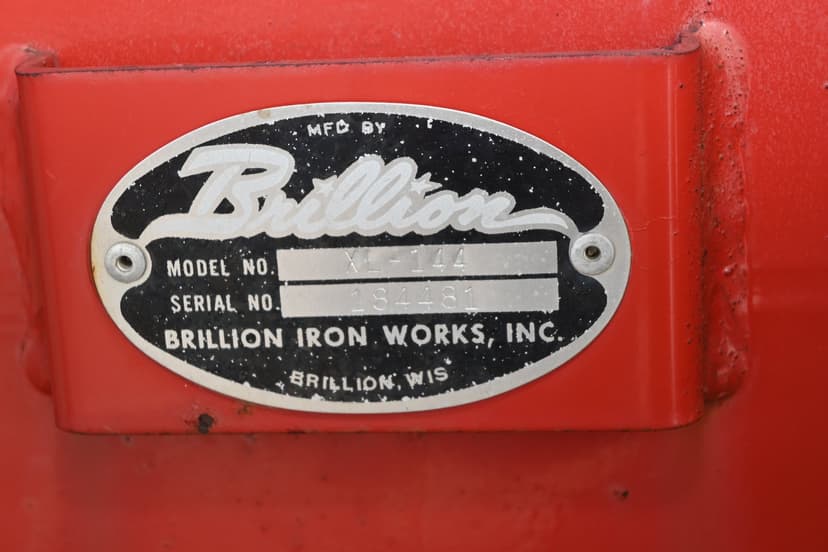 MFD BY
Brillion
MODEL NO. XL-144
SERIAL NO. 184481
BRILLION IRON WORKS, INC.
BRILLION, WIS